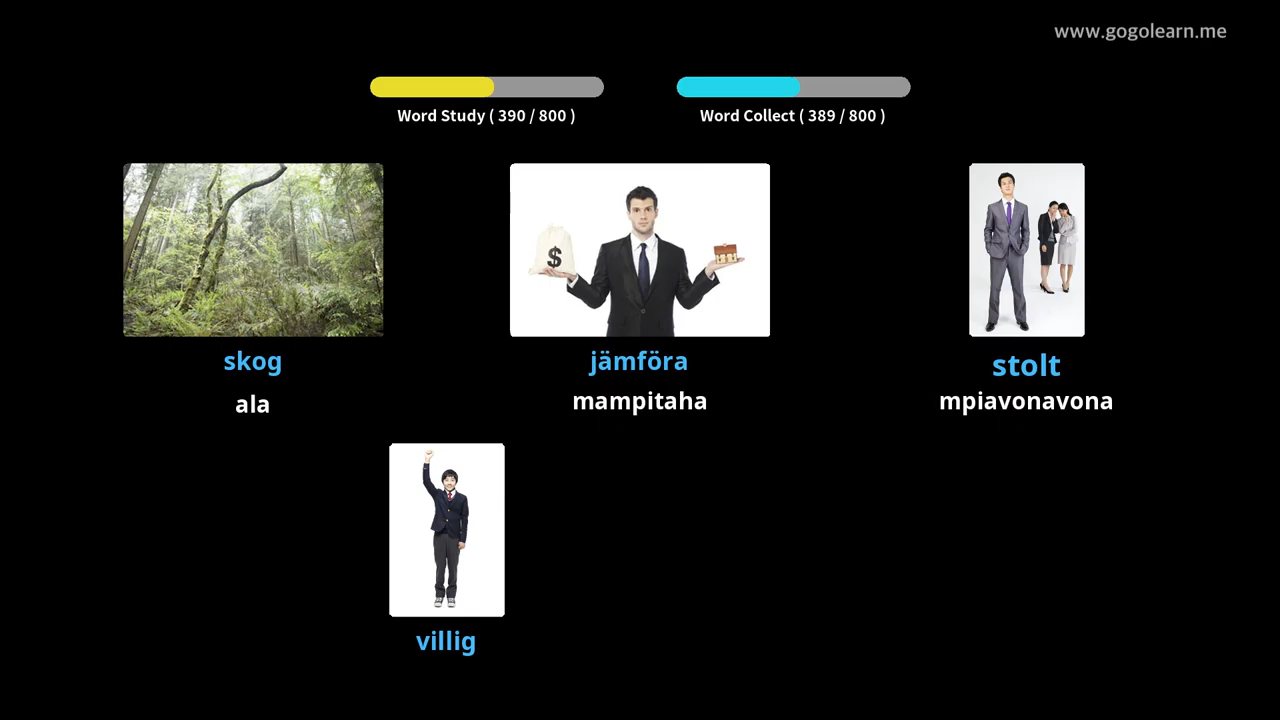 www.gogolearn.me
Word Study ( 390 / 800 )
Word Collect ( 389 / 800 )
$
skog
jämföra
stolt
ala
mampitaha
mpiavonavona
villig